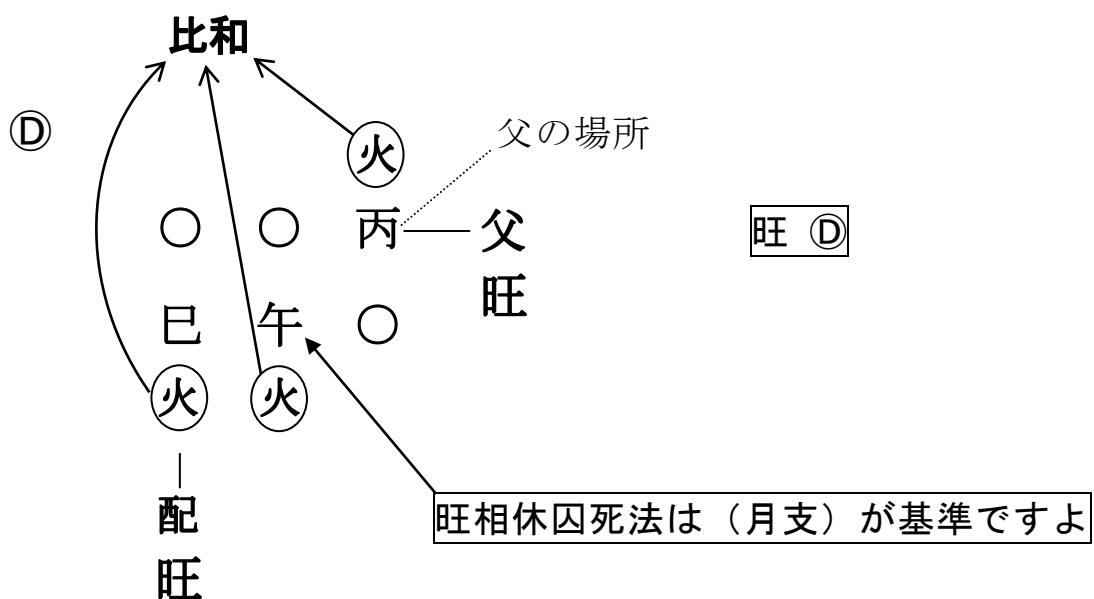 比和
Ⓓ
火
父の場所
〇 〇 丙 父
旺
旺 Ⓓ
巳 午 〇
火 火
配
旺
旺相休囚死法は（月支）が基準ですよ